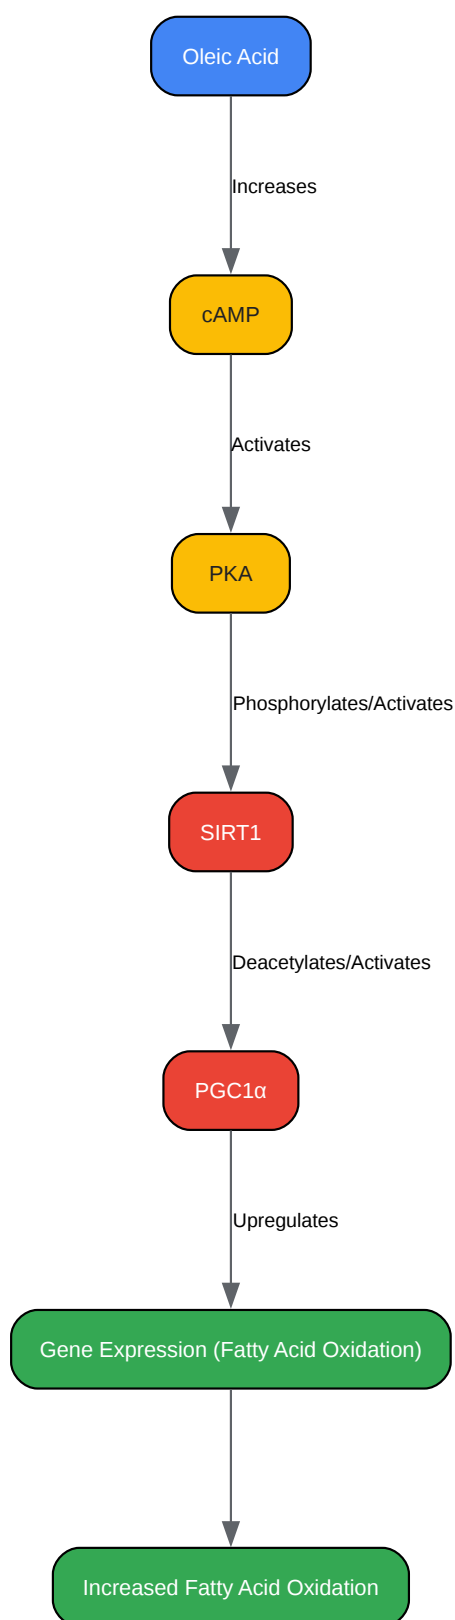 Oleic Acid
Increases
cAMP
Activates
PKA
Phosphorylates/Activates
SIRT1
Deacetylates/Activates
PGC1α
Upregulates
Gene Expression (Fatty Acid Oxidation)
Increased Fatty Acid Oxidation